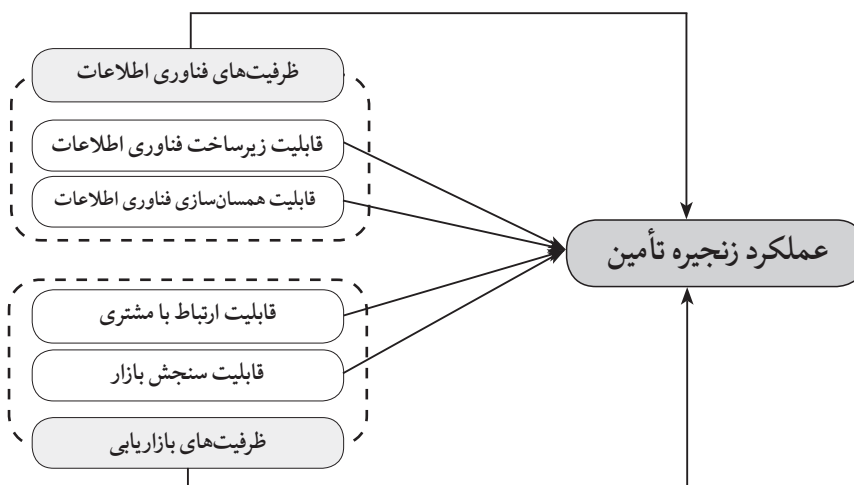 ظرفیت‌های فناوری اطلاعات
قابلیت زیرساخت فناوری اطلاعات
قابلیت همسان‌سازی فناوری اطلاعات
عملکرد زنجیره تأمین
قابلیت ارتباط با مشتری
قابلیت سنجش بازار
ظرفیت‌های بازاریابی